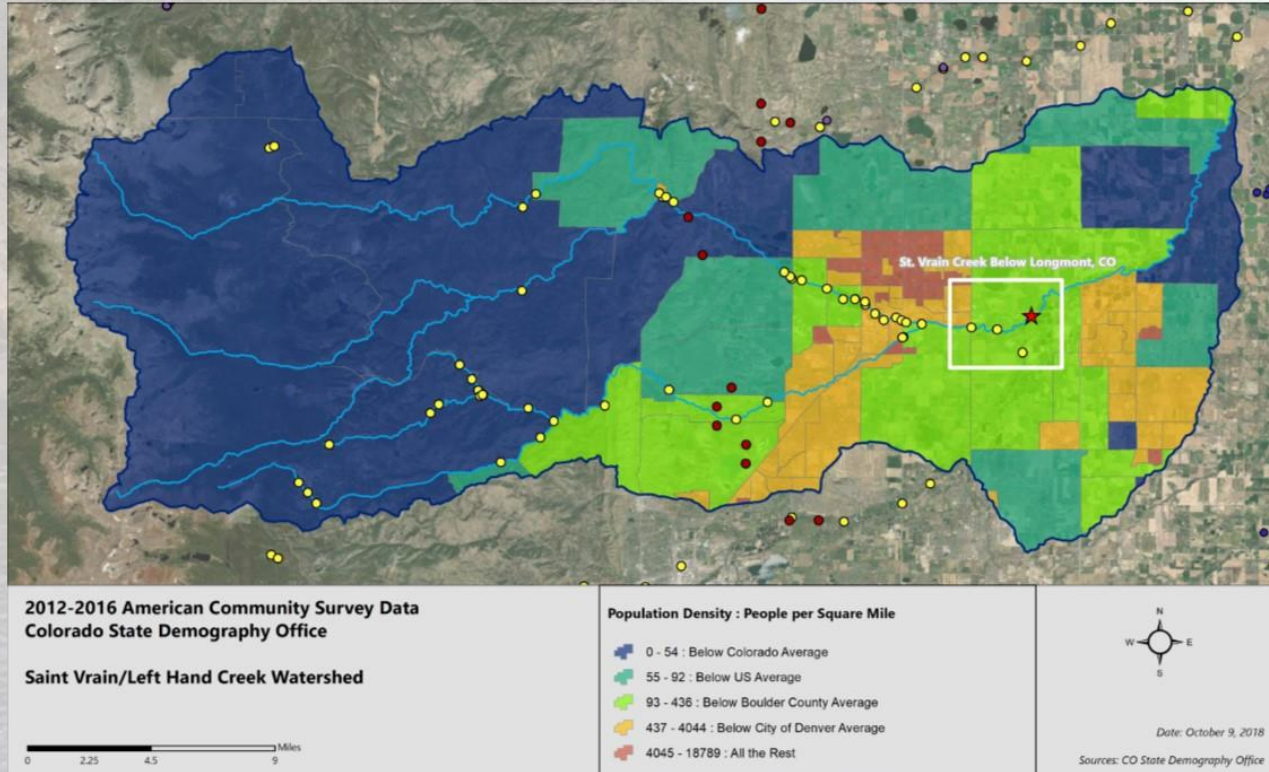 St. Vrain Creek Below Longmont, CO
2012-2016 American Community Survey Data
Colorado State Demography Office
Saint Vrain/Left Hand Creek Watershed
Miles
0 2.25 4.5 9
Population Density : People per Square Mile
0 - 54 : Below Colorado Average
55 - 92 : Below US Average
93 - 436 : Below Boulder County Average
437 - 4044 : Below City of Denver Average
4045 - 18789 : All the Rest
N
W E
S
Date: October 9, 2018
Sources: CO State Demography Office